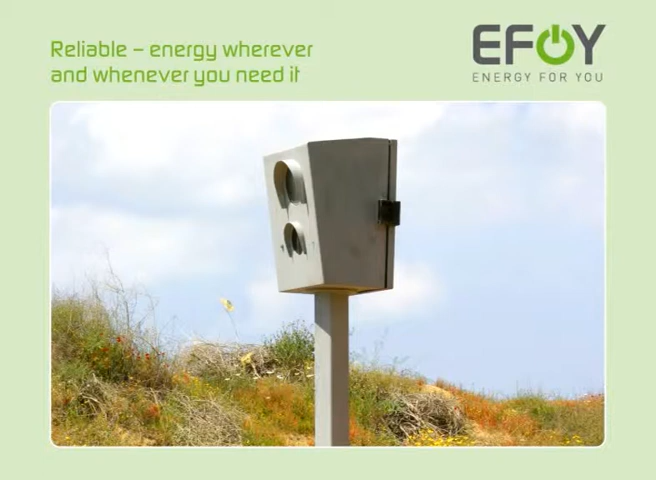 Reliable – energy wherever
and whenever you need it
EFOY
ENERGY FOR YOU